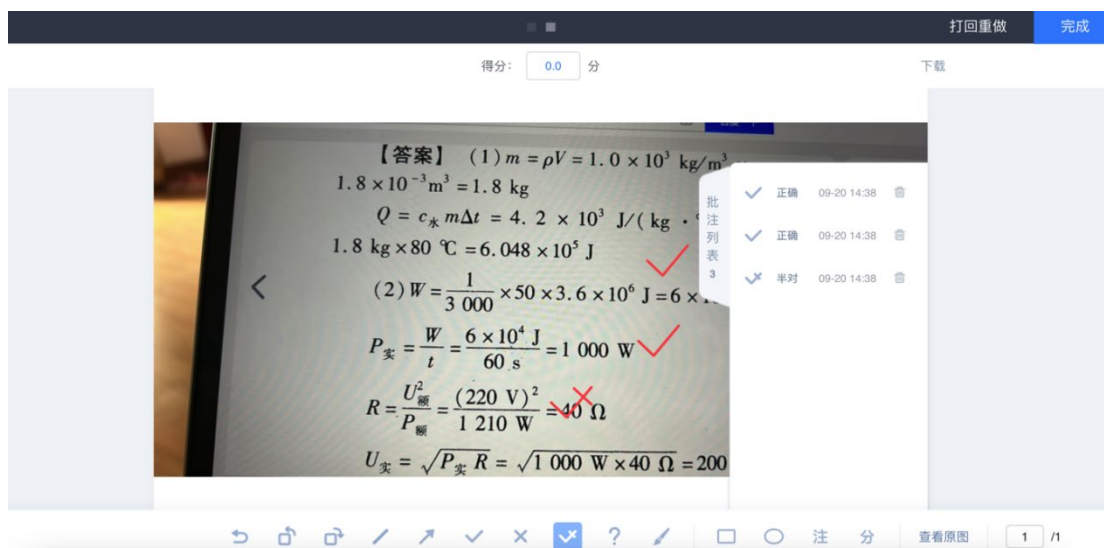 打回重做 完成
得分: 0.0 分 下载
【答案】 (1) m = ρV = 1.0 × 10³ kg/m³
1.8 × 10⁻³ m³ = 1.8 kg
Q = c水 mΔt = 4. 2 × 10³ J/( kg ·
1.8 kg × 80 ℃ = 6.048 × 10⁵ J
(2) W = 1/3 000 × 50 × 3.6 × 10⁶ J = 6 ×
P实 = W/t = 6 × 10⁴ J/60 s = 1 000 W
R = U²额/P额 = (220 V)²/1 210 W = 40 Ω
U实 = √P实 R = √1 000 W × 40 Ω = 200
批注列表 3
正确 09-20 14:38
正确 09-20 14:38
半对 09-20 14:38
? 注 分 查看原图 1 /1